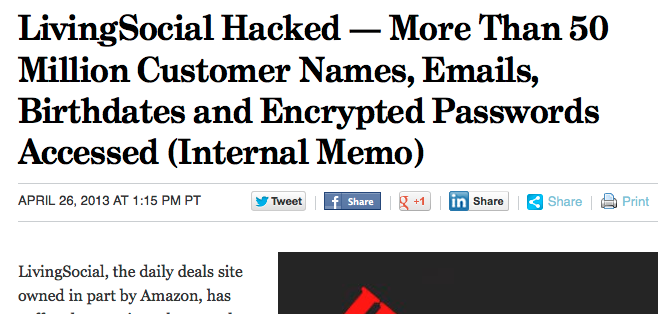 LivingSocial Hacked — More Than 50
Million Customer Names, Emails,
Birthdates and Encrypted Passwords
Accessed (Internal Memo)
APRIL 26, 2013 AT 1:15 PM PT Tweet f Share g +1 in Share Share Print
LivingSocial, the daily deals site
owned in part by Amazon, has